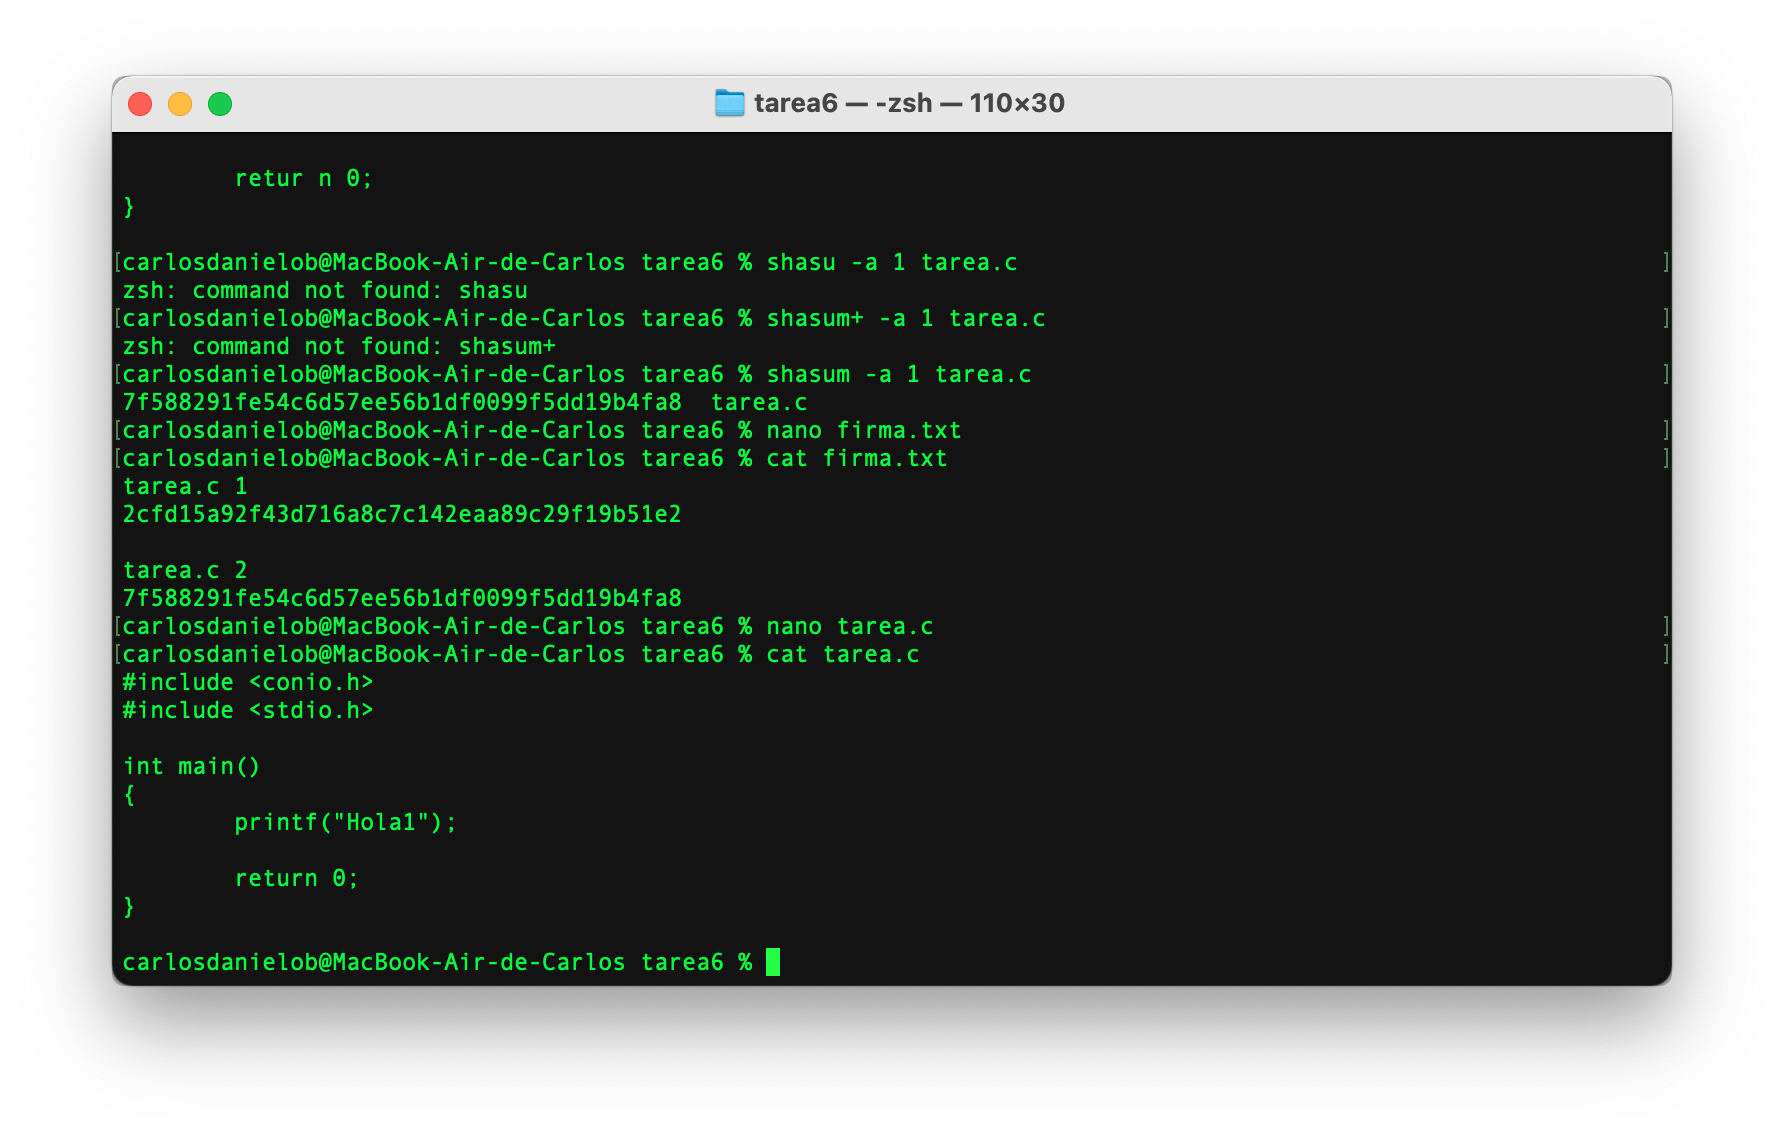 tarea6 — -zsh — 110×30
retur n 0;
}
[carlosdanielob@MacBook-Air-de-Carlos tarea6 % shasu -a 1 tarea.c ]
zsh: command not found: shasu
[carlosdanielob@MacBook-Air-de-Carlos tarea6 % shasum+ -a 1 tarea.c ]
zsh: command not found: shasum+
[carlosdanielob@MacBook-Air-de-Carlos tarea6 % shasum -a 1 tarea.c ]
7f588291fe54c6d57ee56b1df0099f5dd19b4fa8  tarea.c
[carlosdanielob@MacBook-Air-de-Carlos tarea6 % nano firma.txt ]
[carlosdanielob@MacBook-Air-de-Carlos tarea6 % cat firma.txt ]
tarea.c 1
2cfd15a92f43d716a8c7c142eaa89c29f19b51e2
tarea.c 2
7f588291fe54c6d57ee56b1df0099f5dd19b4fa8
[carlosdanielob@MacBook-Air-de-Carlos tarea6 % nano tarea.c ]
[carlosdanielob@MacBook-Air-de-Carlos tarea6 % cat tarea.c ]
#include <conio.h>
#include <stdio.h>
int main()
{
printf("Hola1");
return 0;
}
carlosdanielob@MacBook-Air-de-Carlos tarea6 %